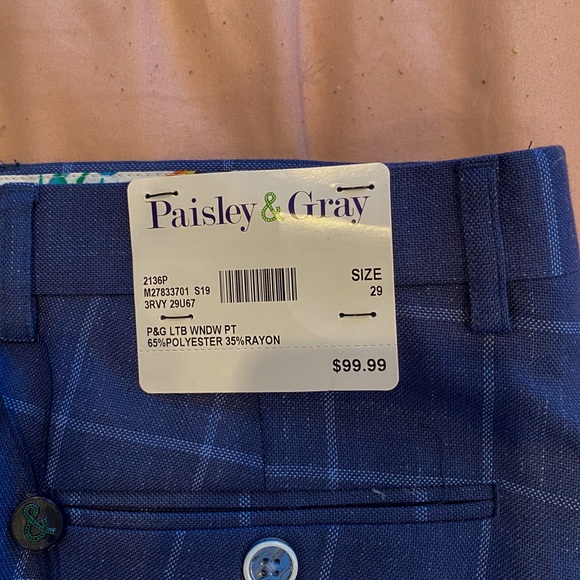 Paisley & Gray
2136P
M27833701 S19
3RVY 29U67
SIZE
29
P&G LTB WNDW PT
65%POLYESTER 35%RAYON
$99.99
&